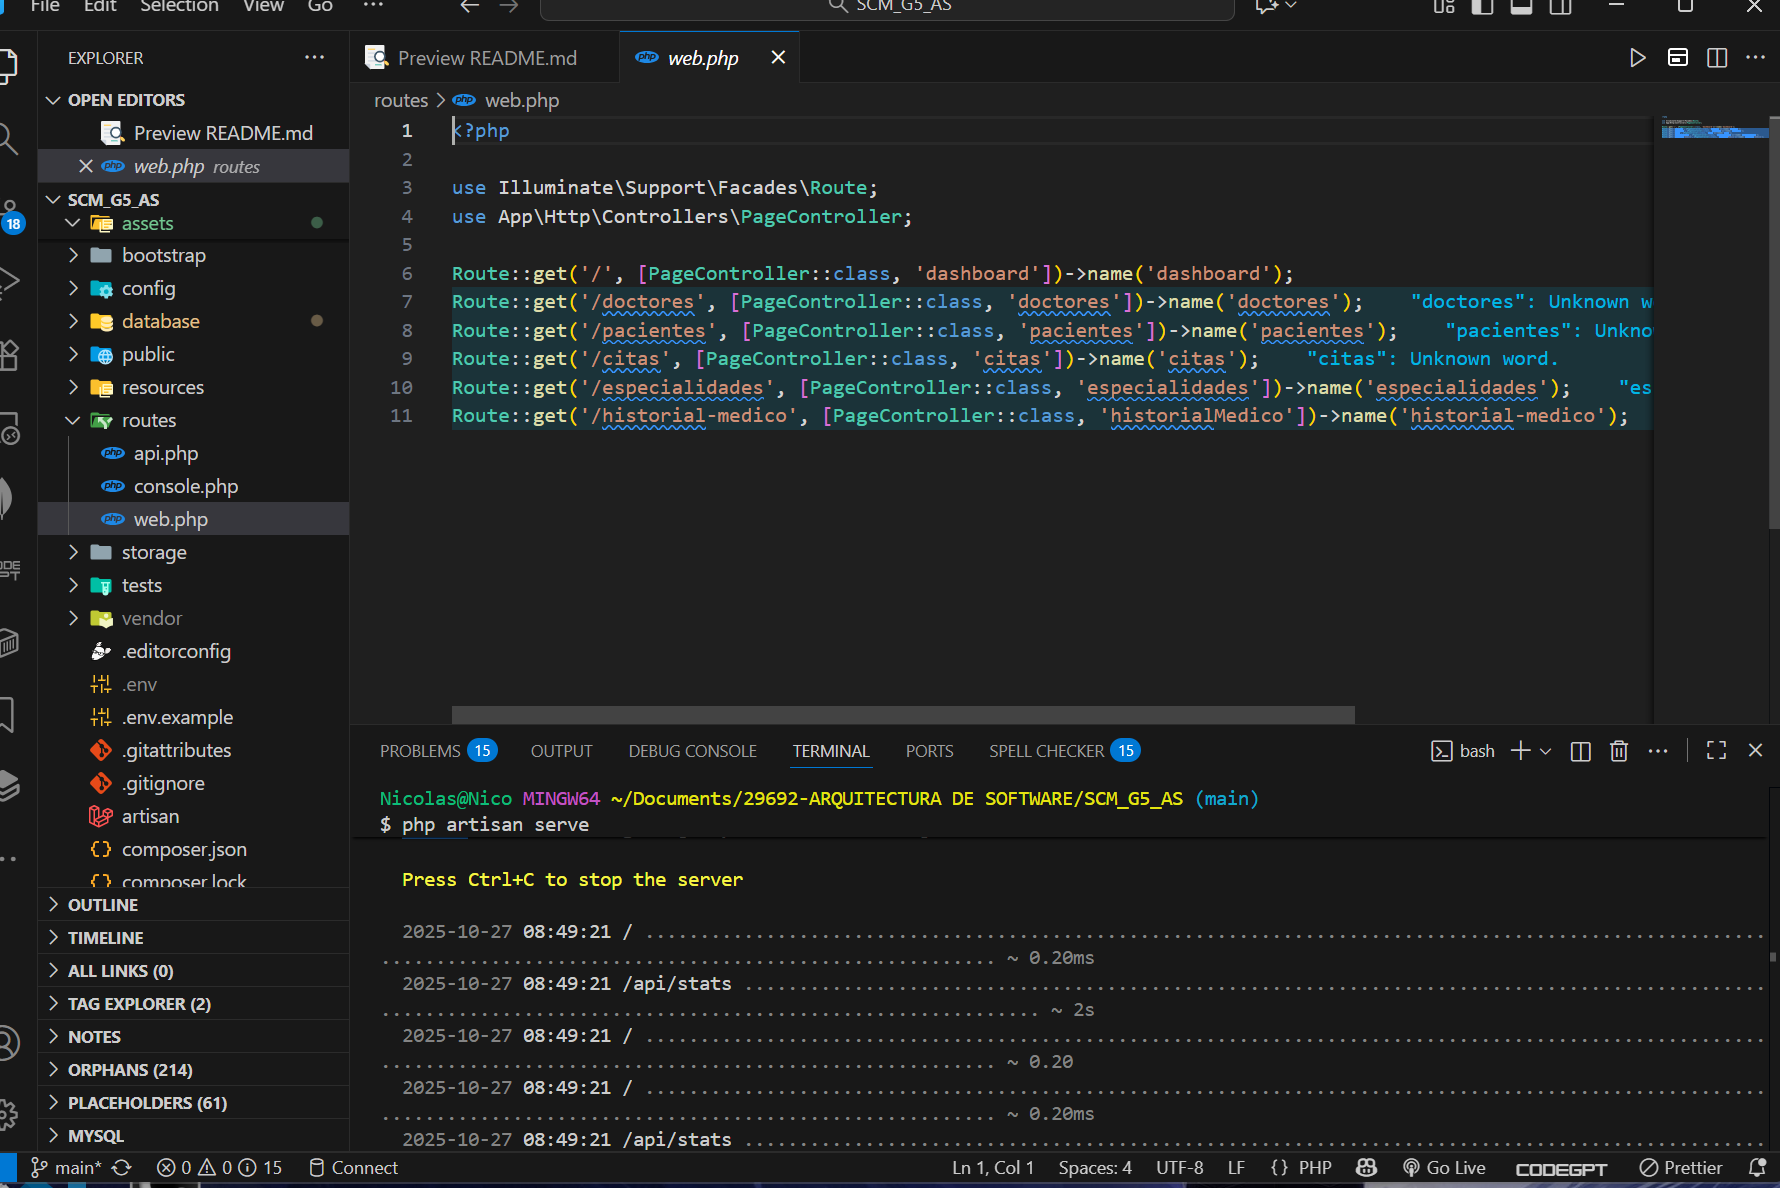 File Edit Selection View Go ··· SCM_G5_AS
EXPLORER
OPEN EDITORS
Preview README.md
web.php routes
SCM_G5_AS
assets
bootstrap
config
database
public
resources
routes
api.php
console.php
web.php
storage
tests
vendor
.editorconfig
.env
.env.example
.gitattributes
.gitignore
artisan
composer.json
composer.lock
OUTLINE
TIMELINE
ALL LINKS (0)
TAG EXPLORER (2)
NOTES
ORPHANS (214)
PLACEHOLDERS (61)
MYSQL
18
Preview README.md
web.php
routes > web.php
1 <?php
2
3 use Illuminate\Support\Facades\Route;
4 use App\Http\Controllers\PageController;
5
6 Route::get('/', [PageController::class, 'dashboard'])->name('dashboard');
7 Route::get('/doctores', [PageController::class, 'doctores'])->name('doctores'); "doctores": Unknown w
8 Route::get('/pacientes', [PageController::class, 'pacientes'])->name('pacientes'); "pacientes": Unkno
9 Route::get('/citas', [PageController::class, 'citas'])->name('citas'); "citas": Unknown word.
10 Route::get('/especialidades', [PageController::class, 'especialidades'])->name('especialidades'); "es
11 Route::get('/historial-medico', [PageController::class, 'historialMedico'])->name('historial-medico');
PROBLEMS 15 OUTPUT DEBUG CONSOLE TERMINAL PORTS SPELL CHECKER 15 bash
Nicolas@Nico MINGW64 ~/Documents/29692-ARQUITECTURA DE SOFTWARE/SCM_G5_AS (main)
$ php artisan serve
Press Ctrl+C to stop the server
2025-10-27 08:49:21 /
~ 0.20ms
2025-10-27 08:49:21 /api/stats
~ 2s
2025-10-27 08:49:21 /
~ 0.20
2025-10-27 08:49:21 /
~ 0.20ms
2025-10-27 08:49:21 /api/stats
main* 0 0 15 Connect Ln 1, Col 1 Spaces: 4 UTF-8 LF {} PHP Go Live CODEGPT Prettier